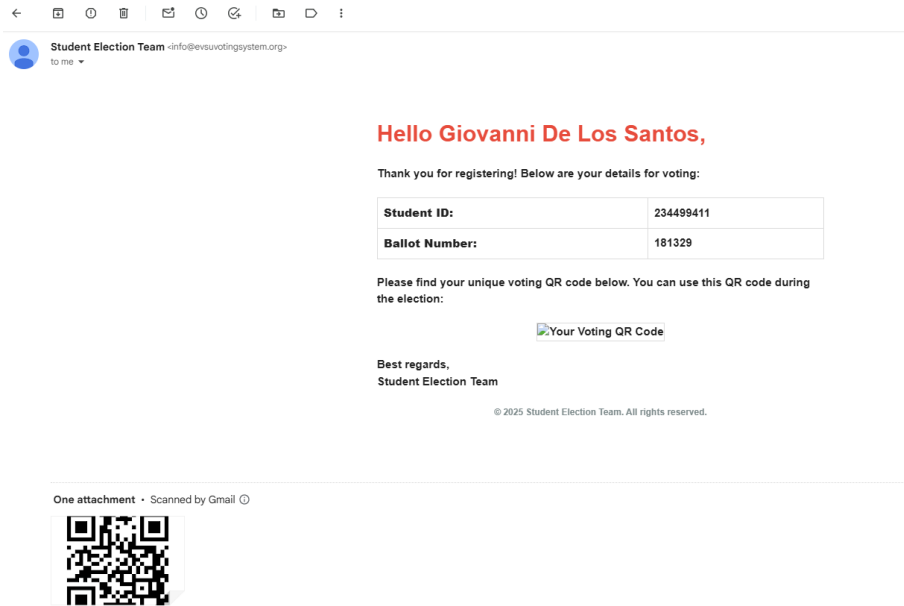 Student Election Team <info@evsuvotingsystem.org>
to me
Hello Giovanni De Los Santos,
Thank you for registering! Below are your details for voting:
Student ID: 234499411
Ballot Number: 181329
Please find your unique voting QR code below. You can use this QR code during
the election:
Your Voting QR Code
Best regards,
Student Election Team
© 2025 Student Election Team. All rights reserved.
One attachment • Scanned by Gmail